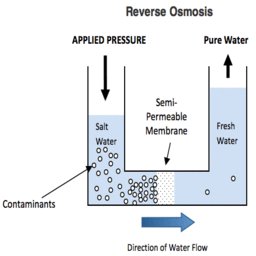 Reverse Osmosis
APPLIED PRESSURE
Pure Water
Semi-
Permeable
Membrane
Salt
Water
Fresh
Water
Contaminants
Direction of Water Flow